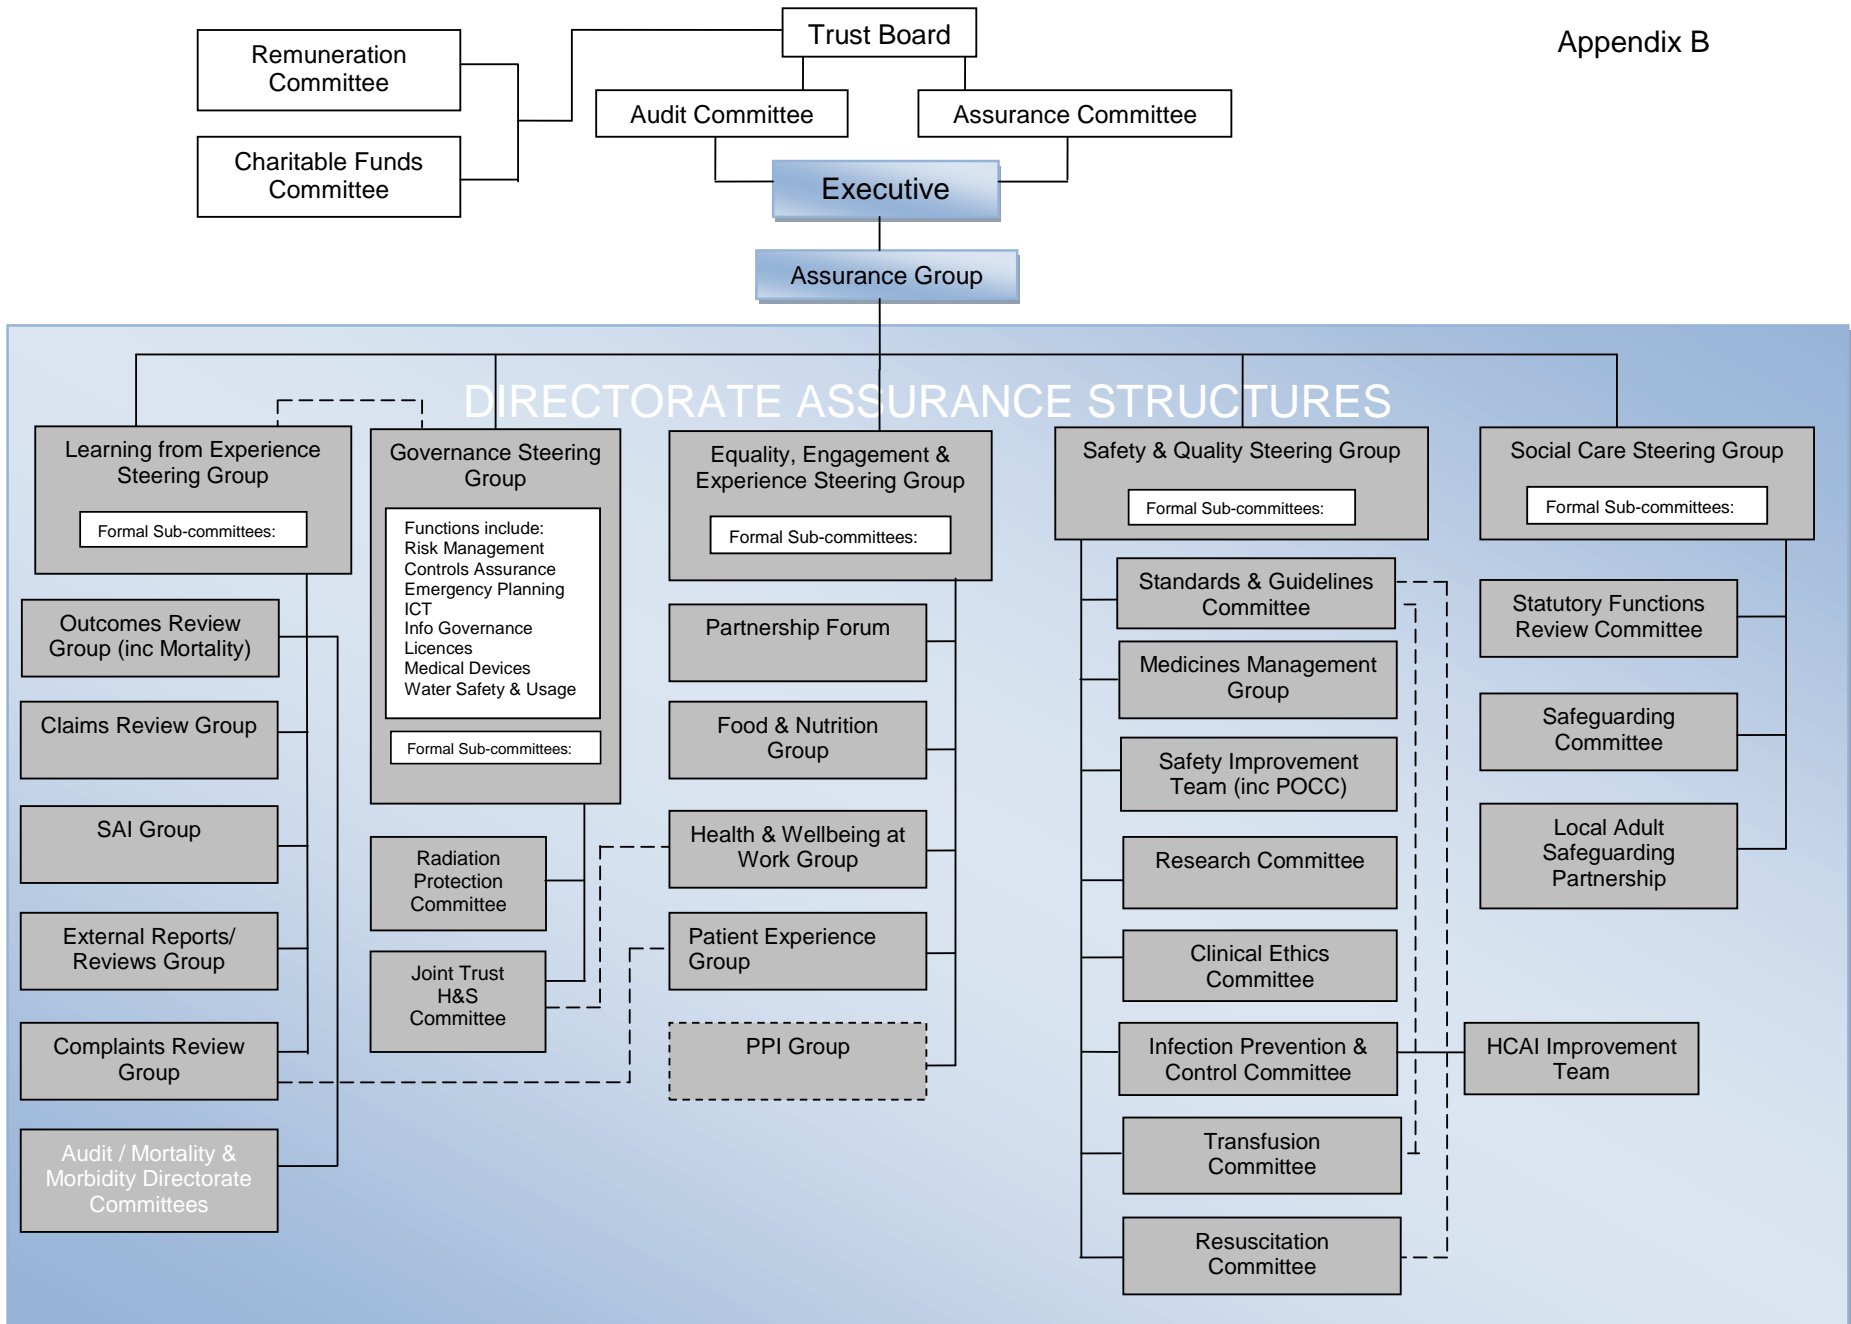 Appendix B
Trust Board
Remuneration
Committee
Charitable Funds
Committee
Audit Committee
Assurance Committee
Executive
Assurance Group
DIRECTORATE ASSURANCE STRUCTURES
Learning from Experience
Steering Group
Formal Sub-committees:
Outcomes Review
Group (inc Mortality)
Claims Review Group
SAI Group
External Reports/
Reviews Group
Complaints Review
Group
Audit / Mortality &
Morbidity Directorate
Committees
Governance Steering
Group
Functions include:
Risk Management
Controls Assurance
Emergency Planning
ICT
Info Governance
Licences
Medical Devices
Water Safety & Usage
Formal Sub-committees:
Radiation
Protection
Committee
Joint Trust
H&S
Committee
Equality, Engagement &
Experience Steering Group
Formal Sub-committees:
Partnership Forum
Food & Nutrition
Group
Health & Wellbeing at
Work Group
Patient Experience
Group
PPI Group
Safety & Quality Steering Group
Formal Sub-committees:
Standards & Guidelines
Committee
Medicines Management
Group
Safety Improvement
Team (inc POCC)
Research Committee
Clinical Ethics
Committee
Infection Prevention &
Control Committee
HCAI Improvement
Team
Transfusion
Committee
Resuscitation
Committee
Social Care Steering Group
Formal Sub-committees:
Statutory Functions
Review Committee
Safeguarding
Committee
Local Adult
Safeguarding
Partnership